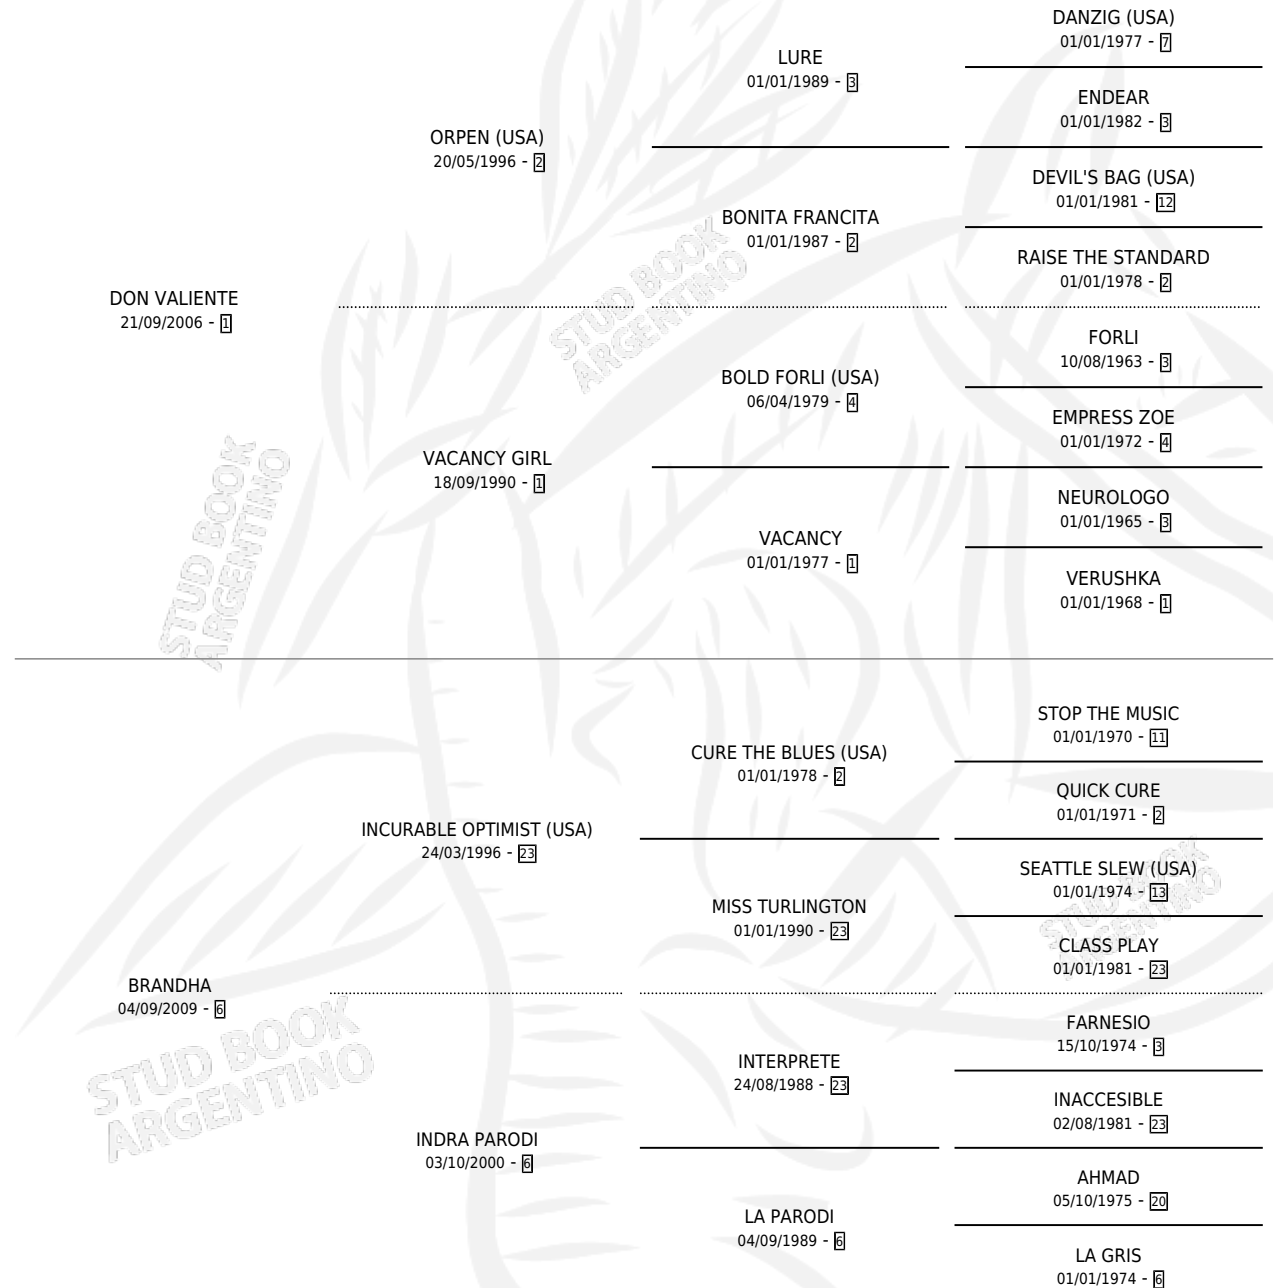 DANZIG (USA)
01/01/1977 - 7
LURE
01/01/1989 - 3
ENDEAR
01/01/1982 - 3
ORPEN (USA)
20/05/1996 - 2
DEVIL'S BAG (USA)
01/01/1981 - 12
BONITA FRANCITA
01/01/1987 - 2
RAISE THE STANDARD
01/01/1978 - 2
DON VALIENTE
21/09/2006 - 1
FORLI
10/08/1963 - 3
BOLD FORLI (USA)
06/04/1979 - 4
EMPRESS ZOE
01/01/1972 - 4
VACANCY GIRL
18/09/1990 - 1
NEUROLOGO
01/01/1965 - 3
VACANCY
01/01/1977 - 1
VERUSHKA
01/01/1968 - 1
STUD BOOK
ARGENTINO
STUD BOOK
ARGENTINO
STOP THE MUSIC
01/01/1970 - 11
CURE THE BLUES (USA)
01/01/1978 - 2
QUICK CURE
01/01/1971 - 2
INCURABLE OPTIMIST (USA)
24/03/1996 - 23
SEATTLE SLEW (USA)
01/01/1974 - 13
MISS TURLINGTON
01/01/1990 - 23
CLASS PLAY
01/01/1981 - 23
BRANDHA
04/09/2009 - 6
FARNESIO
15/10/1974 - 3
INTERPRETE
24/08/1988 - 23
INACCESIBLE
02/08/1981 - 23
INDRA PARODI
03/10/2000 - 6
AHMAD
05/10/1975 - 20
LA PARODI
04/09/1989 - 6
LA GRIS
01/01/1974 - 6
STUD BOOK
ARGENTINO
STUD BOOK
ARGENTINO